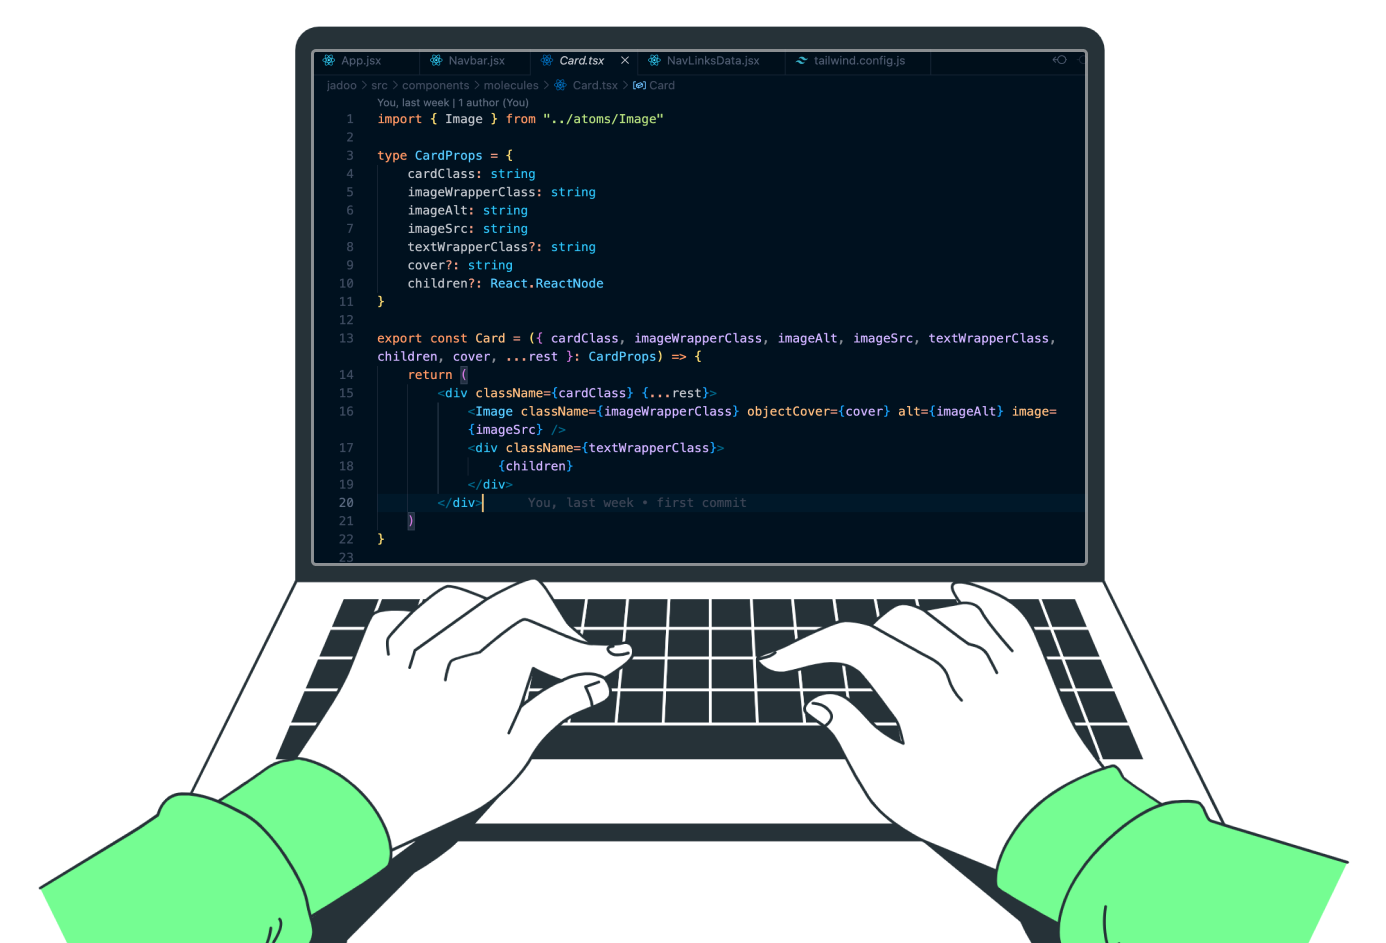 App.jsx Navbar.jsx Card.tsx NavLinksData.jsx tailwind.config.js
jadoo > src > components > molecules > Card.tsx > Card
You, last week | 1 author (You)
1 import { Image } from "../atoms/Image"
2
3 type CardProps = {
4 cardClass: string
5 imageWrapperClass: string
6 imageAlt: string
7 imageSrc: string
8 textWrapperClass?: string
9 cover?: string
10 children?: React.ReactNode
11 }
12
13 export const Card = ({ cardClass, imageWrapperClass, imageAlt, imageSrc, textWrapperClass,
children, cover, ...rest }: CardProps) => {
14 return (
15 <div className={cardClass} {...rest}>
16 <Image className={imageWrapperClass} objectCover={cover} alt={imageAlt} image=
{imageSrc} />
17 <div className={textWrapperClass}>
18 {children}
19 </div>
20 </div> You, last week • first commit
21 )
22 }
23